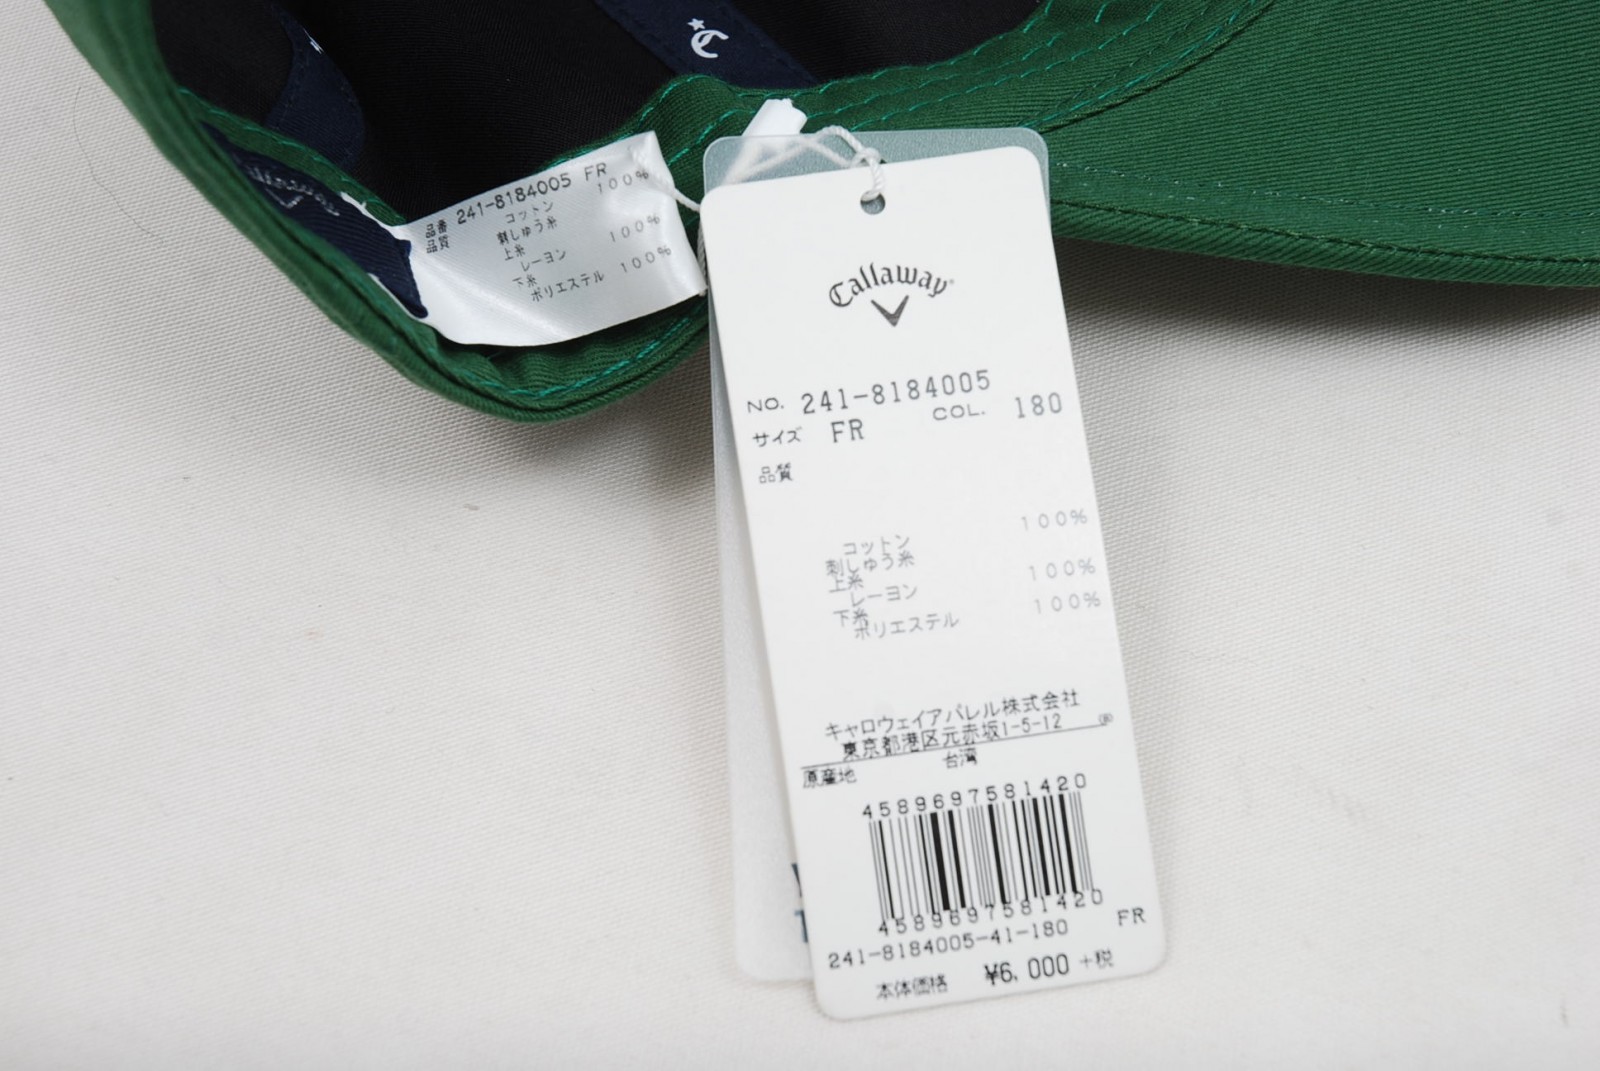 品番 241-8184005 FR
品質
コットン 100%
刺しゅう糸
上糸
レーヨン 100%
下糸
ポリエステル 100%
Callaway
NO. 241-8184005
COL. 180
サイズ FR
品質
100%
コットン
刺しゅう糸
上糸 100%
レーヨン
下糸 100%
ポリエステル
キャロウェイアパレル株式会社
東京都港区元赤坂1-5-12
原産地 台湾
4589697581420
4589697581420
241-8184005-41-180 FR
本体価格 ¥6,000 +税